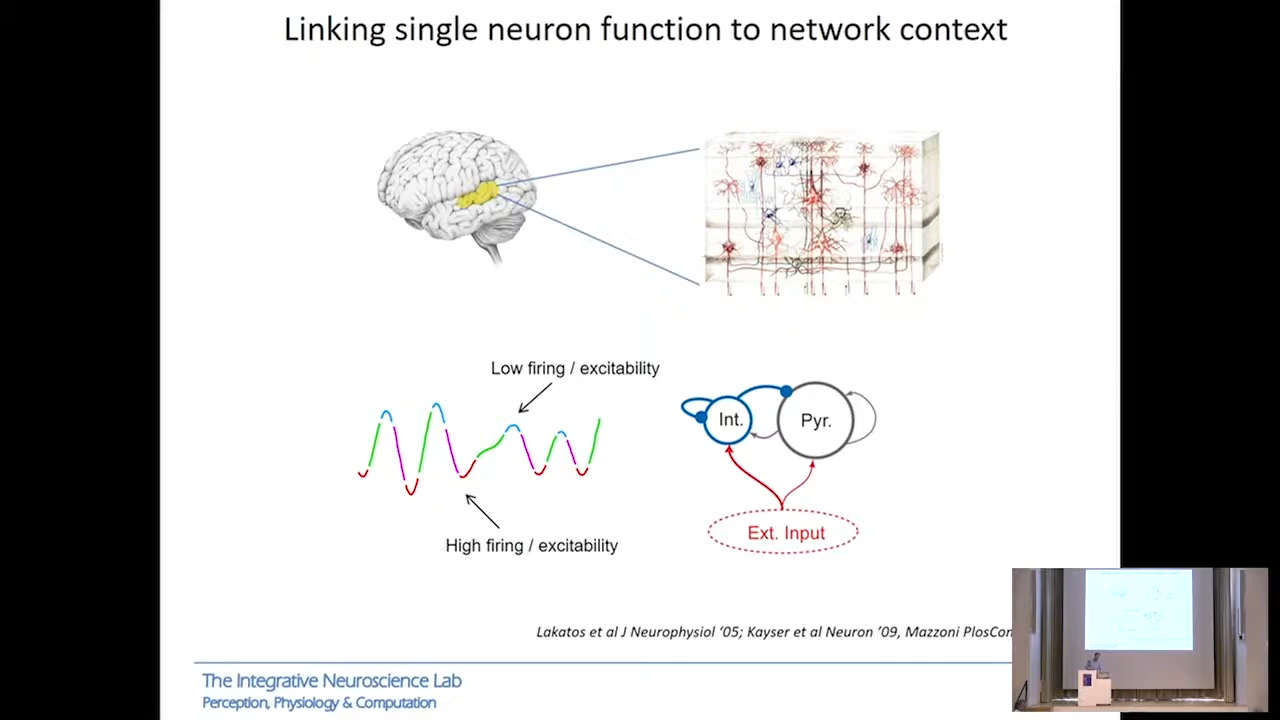 Linking single neuron function to network context
Low firing / excitability
Int.
Pyr.
Ext. Input
High firing / excitability
Lakatos et al J Neurophysiol ‘05; Kayser et al Neuron ’09, Mazzoni PlosCom
The Integrative Neuroscience Lab
Perception, Physiology & Computation